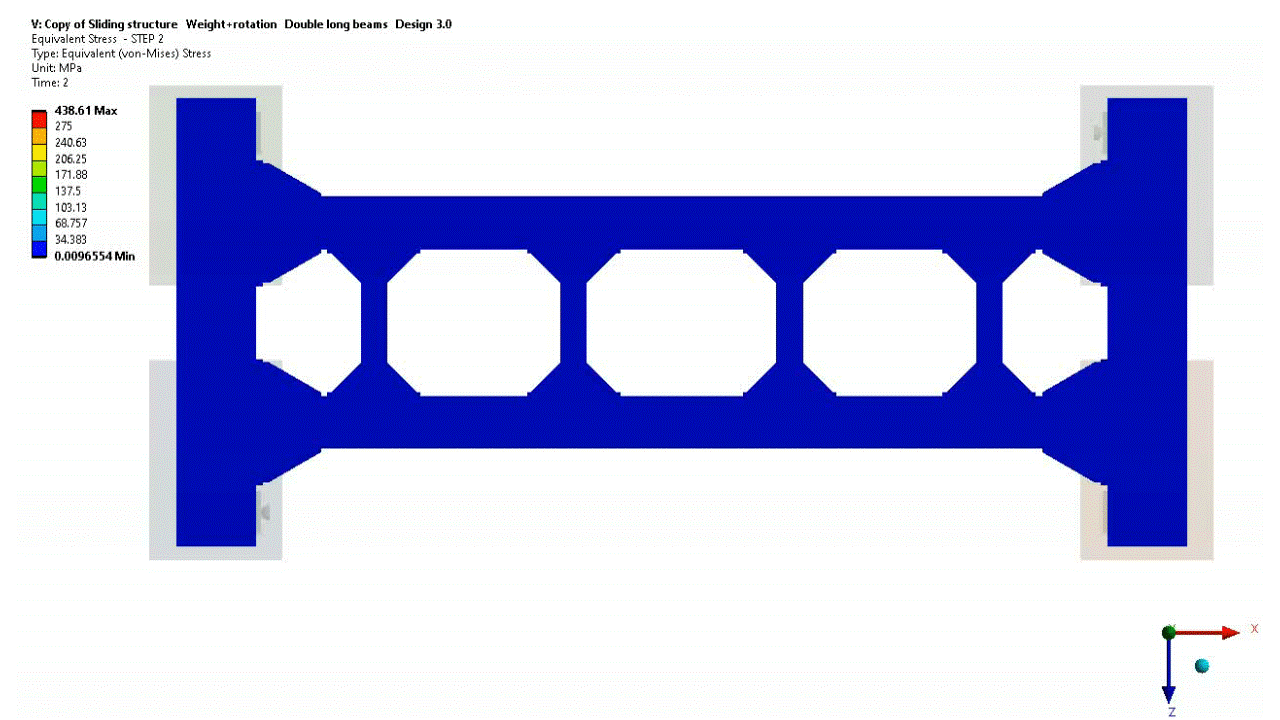 V: Copy of Sliding structure Weight+rotation Double long beams Design 3.0
Equivalent Stress - STEP 2
Type: Equivalent (von-Mises) Stress
Unit: MPa
Time: 2
438.61 Max
275
240.63
206.25
171.88
137.5
103.13
68.757
34.383
0.0096554 Min
X
Z